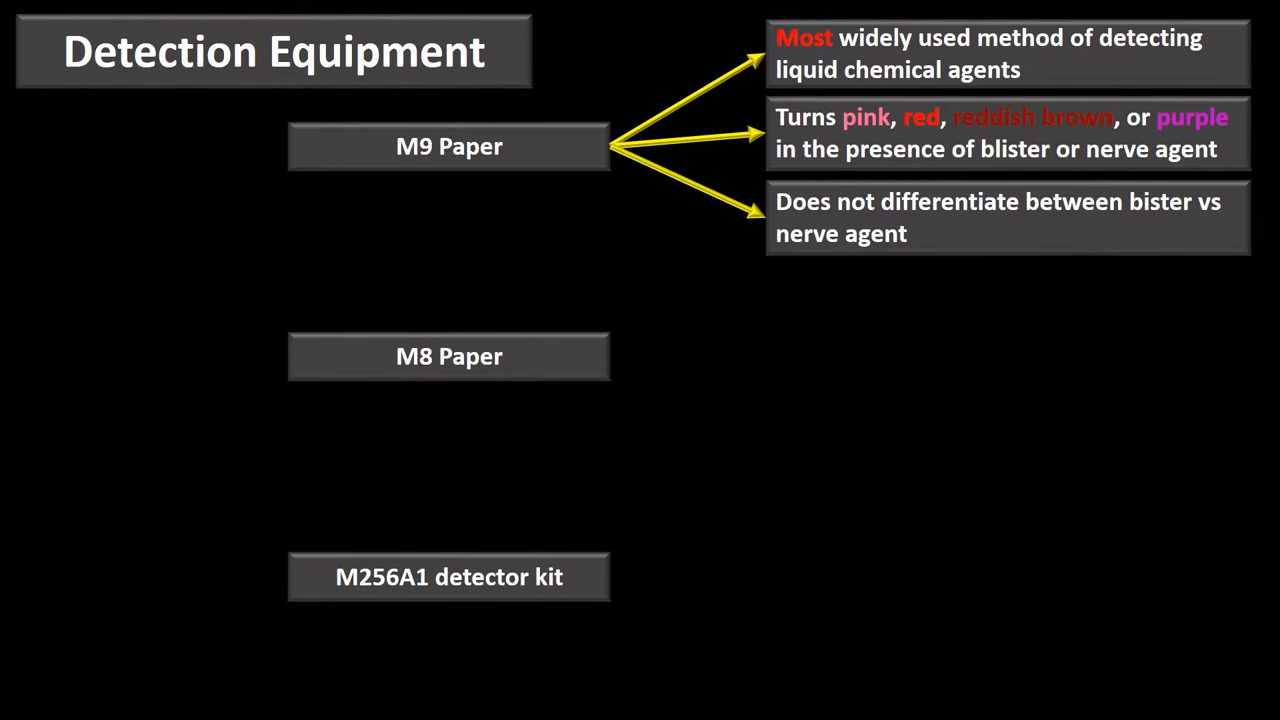 Detection Equipment
Most widely used method of detecting
liquid chemical agents
M9 Paper
Turns pink, red, reddish brown, or purple
in the presence of blister or nerve agent
Does not differentiate between bister vs
nerve agent
M8 Paper
M256A1 detector kit